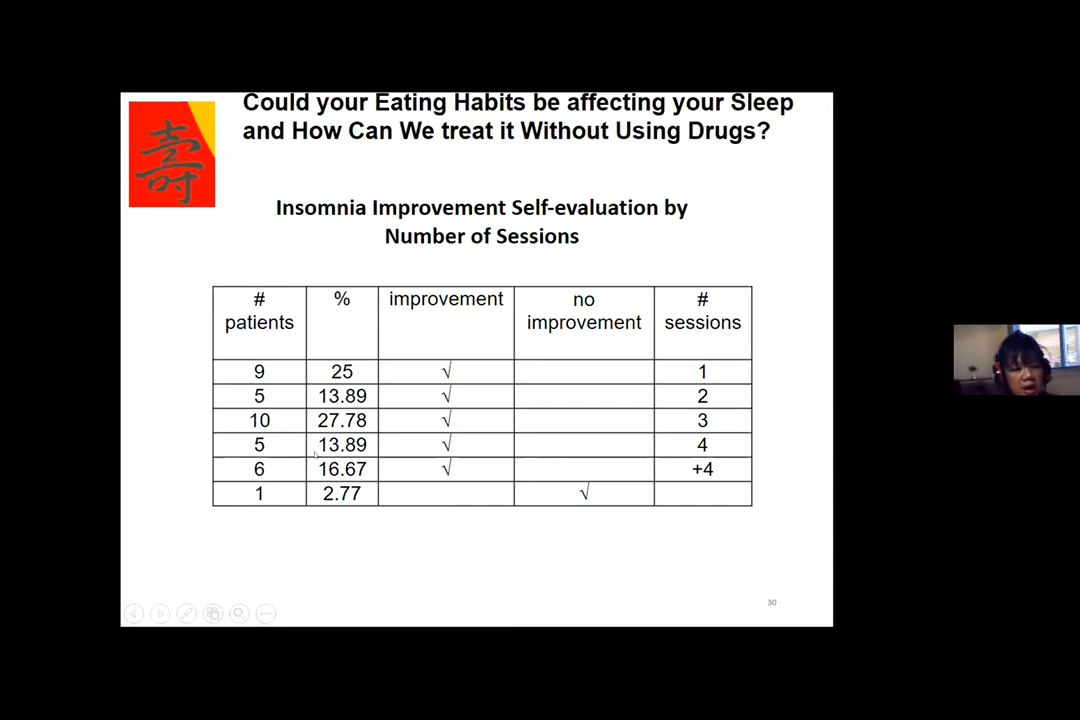 壽
Could your Eating Habits be affecting your Sleep
and How Can We treat it Without Using Drugs?
Insomnia Improvement Self-evaluation by
Number of Sessions
# patients % improvement no improvement # sessions
9 25 √ 1
5 13.89 √ 2
10 27.78 √ 3
5 13.89 √ 4
6 16.67 √ +4
1 2.77 √
30